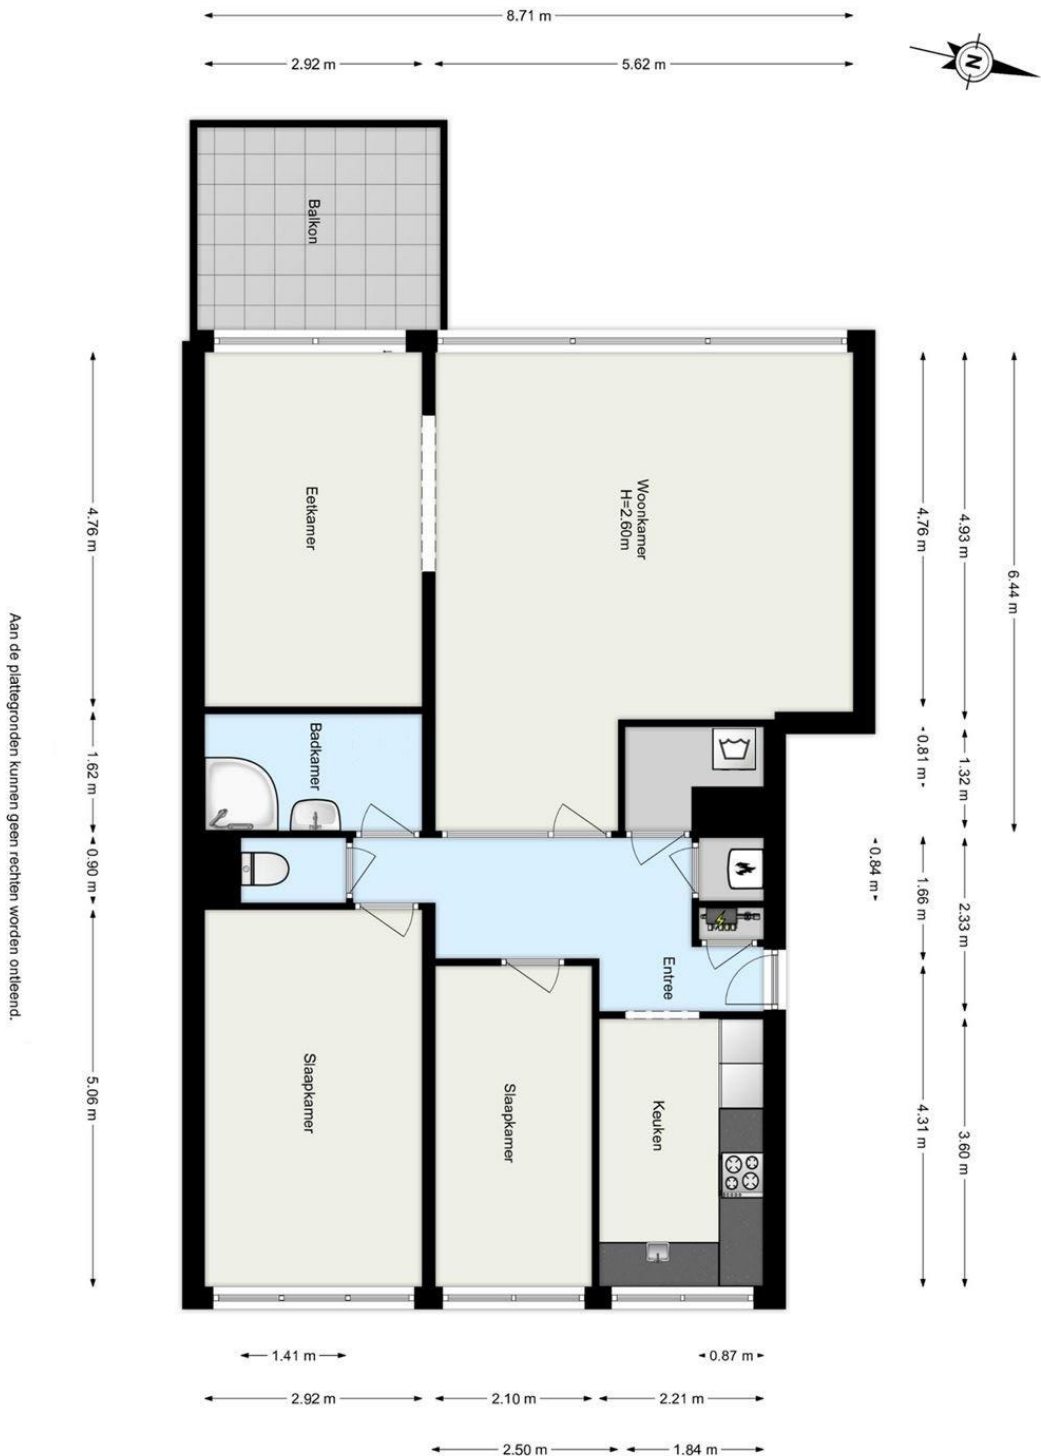 8.71 m
2.92 m
5.62 m
N
Balkon
Eetkamer
Woonkamer
H=2.60m
4.76 m
1.62 m
0.90 m
5.06 m
4.76 m
4.93 m
6.44 m
0.81 m
1.32 m
0.84 m
1.66 m
2.33 m
4.31 m
3.60 m
Badkamer
Entree
Slaapkamer
Slaapkamer
Keuken
1.41 m
0.87 m
2.92 m
2.10 m
2.21 m
2.50 m
1.84 m
Aan de plattegronden kunnen geen rechten worden ontleend.